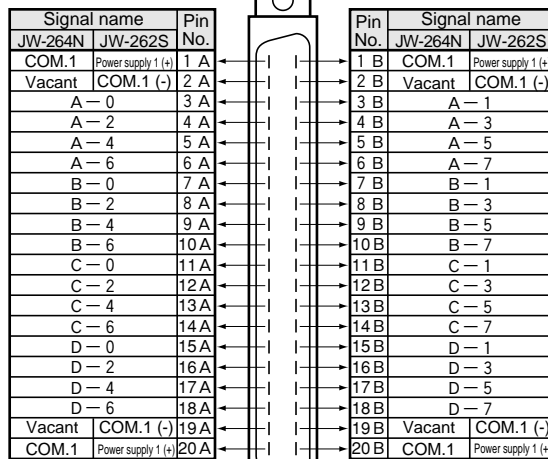 Signal name Pin No. Pin No. Signal name
JW-264N JW-262S JW-264N JW-262S
COM.1 Power supply 1 (+) 1 A 1 B COM.1 Power supply 1 (+
Vacant COM.1 (-) 2 A 2 B Vacant COM.1 (-)
A — 0 3 A 3 B A — 1
A — 2 4 A 4 B A — 3
A — 4 5 A 5 B A — 5
A — 6 6 A 6 B A — 7
B — 0 7 A 7 B B — 1
B — 2 8 A 8 B B — 3
B — 4 9 A 9 B B — 5
B — 6 10 A 10 B B — 7
C — 0 11 A 11 B C — 1
C — 2 12 A 12 B C — 3
C — 4 13 A 13 B C — 5
C — 6 14 A 14 B C — 7
D — 0 15 A 15 B D — 1
D — 2 16 A 16 B D — 3
D — 4 17 A 17 B D — 5
D — 6 18 A 18 B D — 7
Vacant COM.1 (-) 19 A 19 B Vacant COM.1 (-)
COM.1 Power supply 1 (+) 20 A 20 B COM.1 Power supply 1 (+